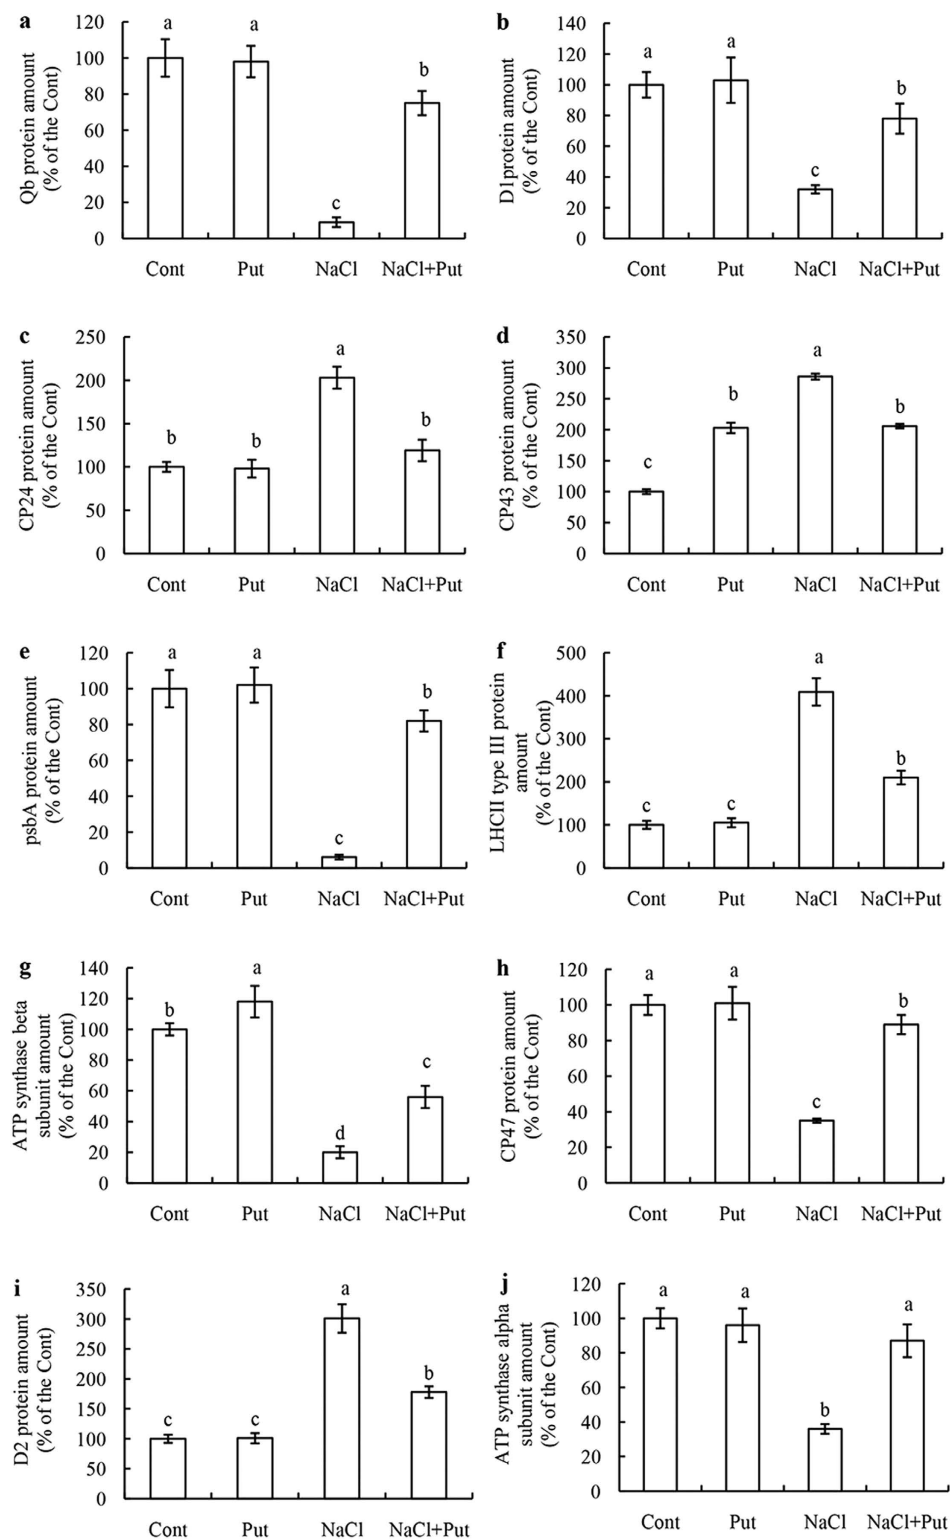 a
Qb protein amount
(% of the Cont)
120
100
80
60
40
20
0
a
a
c
b
Cont
Put
NaCl
NaCl+Put
b
D1protein amount
(% of the Cont)
140
120
100
80
60
40
20
0
a
a
c
b
Cont
Put
NaCl
NaCl+Put
c
CP24 protein amount
(% of the Cont)
250
200
150
100
50
0
b
b
a
b
Cont
Put
NaCl
NaCl+Put
d
CP43 protein amount
(% of the Cont)
350
300
250
200
150
100
50
0
c
b
a
b
Cont
Put
NaCl
NaCl+Put
e
psbA protein amount
(% of the Cont)
120
100
80
60
40
20
0
a
a
c
b
Cont
Put
NaCl
NaCl+Put
f
LHCII type III protein
amount
(% of the Cont)
500
400
300
200
100
0
c
c
a
b
Cont
Put
NaCl
NaCl+Put
g
ATP synthase beta
subunit amount
(% of the Cont)
140
120
100
80
60
40
20
0
b
a
d
c
Cont
Put
NaCl
NaCl+Put
h
CP47 protein amount
(% of the Cont)
120
100
80
60
40
20
0
a
a
c
b
Cont
Put
NaCl
NaCl+Put
i
D2 protein amount
(% of the Cont)
350
300
250
200
150
100
50
0
c
c
a
b
Cont
Put
NaCl
NaCl+Put
j
ATP synthase alpha
subunit amount
(% of the Cont)
120
100
80
60
40
20
0
a
a
b
a
Cont
Put
NaCl
NaCl+Put